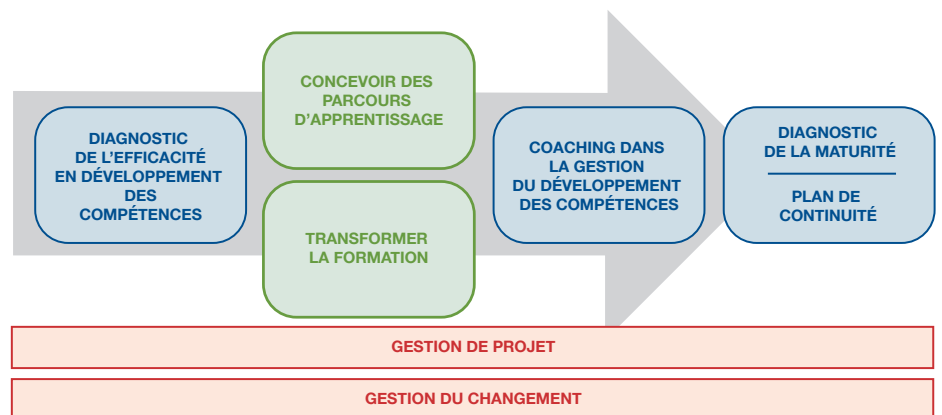 DIAGNOSTIC
DE L’EFFICACITÉ
EN DÉVELOPPEMENT
DES
COMPÉTENCES
CONCEVOIR DES
PARCOURS
D’APPRENTISSAGE
TRANSFORMER
LA FORMATION
COACHING DANS
LA GESTION
DU DÉVELOPPEMENT
DES COMPÉTENCES
DIAGNOSTIC
DE LA MATURITÉ
PLAN DE
CONTINUITÉ
GESTION DE PROJET
GESTION DU CHANGEMENT